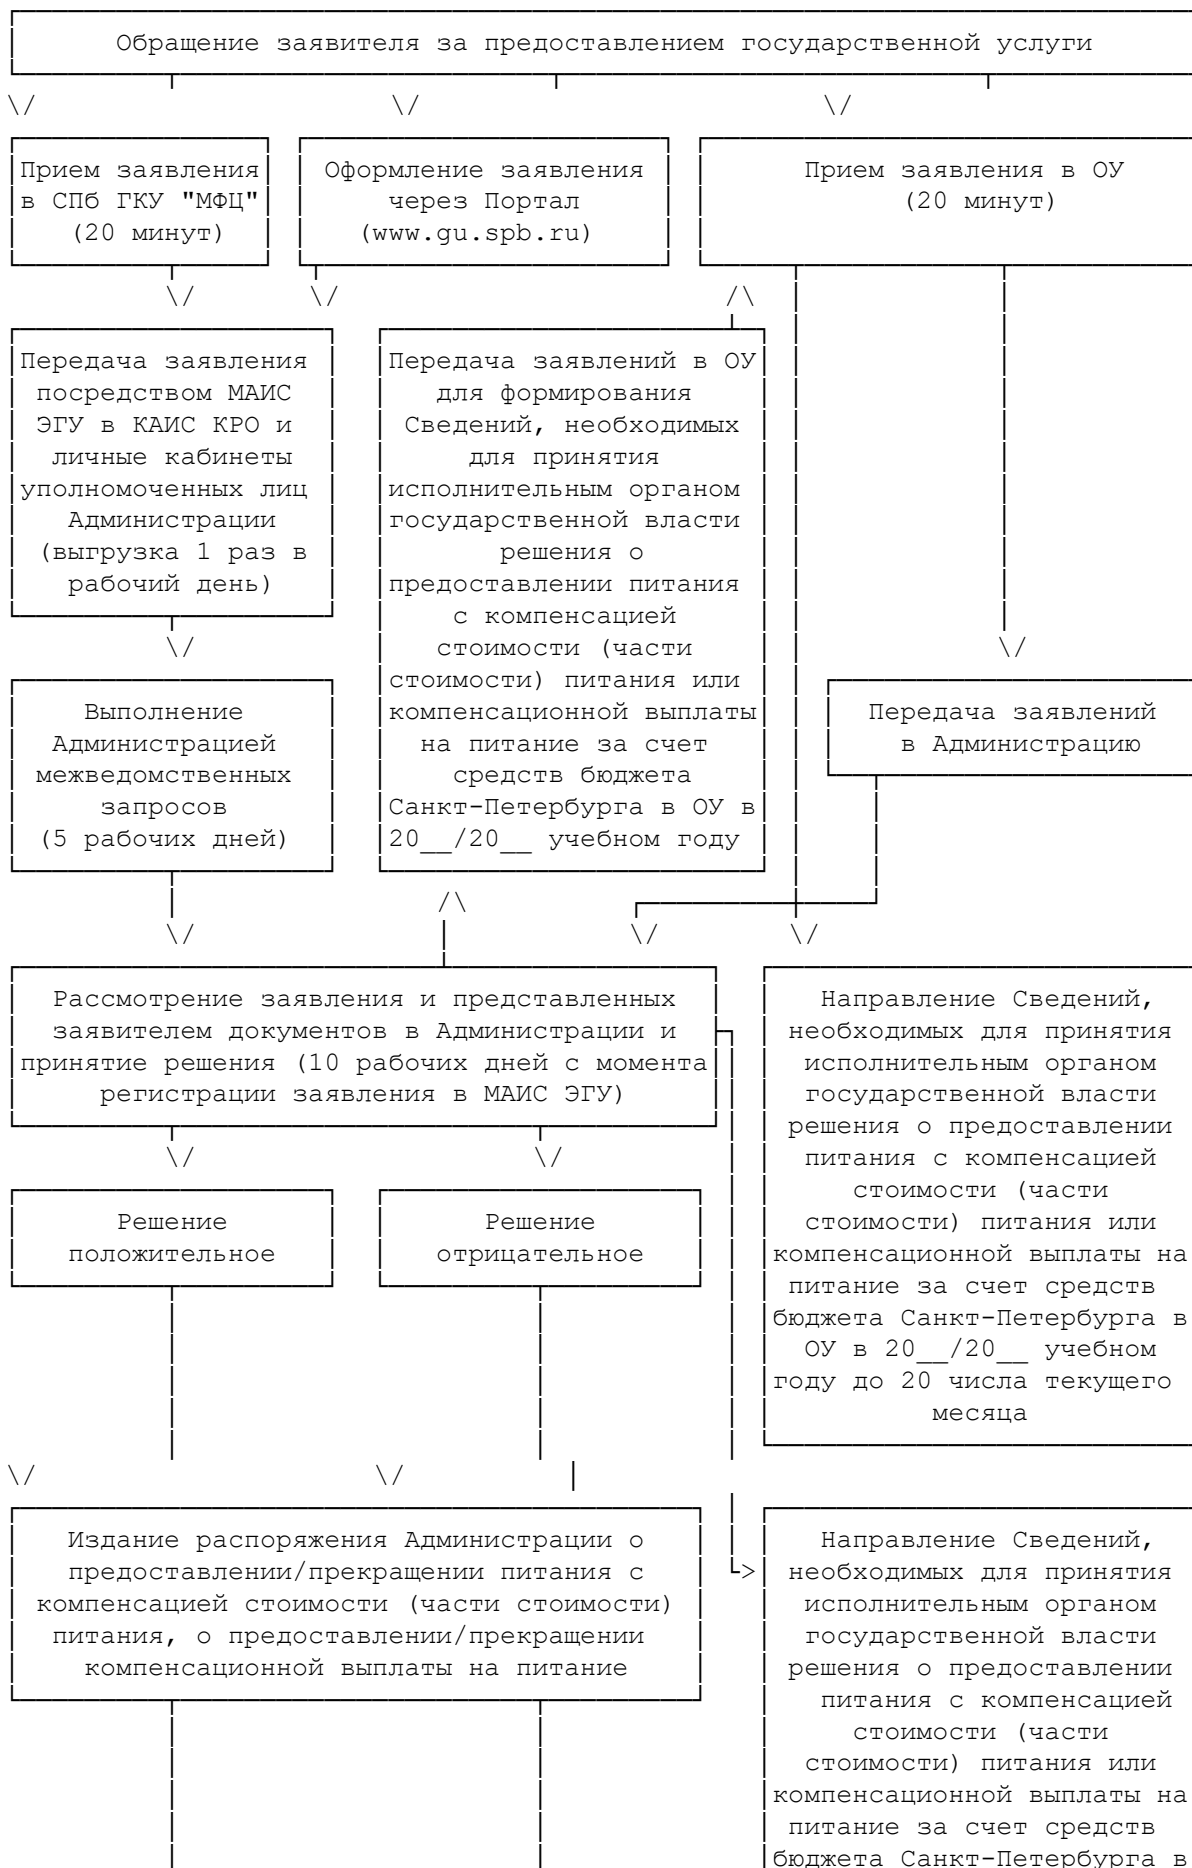 Обращение заявителя за предоставлением государственной услуги
Прием заявления
в СПб ГКУ "МФЦ"
(20 минут)
Оформление заявления
через Портал
(www.gu.spb.ru)
Прием заявления в ОУ
(20 минут)
Передача заявления
посредством МАИС
ЭГУ в КАИС КРО и
личные кабинеты
уполномоченных лиц
Администрации
(выгрузка 1 раз в
рабочий день)
Передача заявлений в ОУ
для формирования
Сведений, необходимых
для принятия
исполнительным органом
государственной власти
решения о
предоставлении питания
с компенсацией
стоимости (части
стоимости) питания или
компенсационной выплаты
на питание за счет
средств бюджета
Санкт-Петербурга в ОУ в
20__/20__ учебном году
Передача заявлений
в Администрацию
Выполнение
Администрацией
межведомственных
запросов
(5 рабочих дней)
Рассмотрение заявления и представленных
заявителем документов в Администрации и
принятие решения (10 рабочих дней с момента
регистрации заявления в МАИС ЭГУ)
Направление Сведений,
необходимых для принятия
исполнительным органом
государственной власти
решения о предоставлении
питания с компенсацией
стоимости (части
стоимости) питания или
компенсационной выплаты на
питание за счет средств
бюджета Санкт-Петербурга в
ОУ в 20__/20__ учебном
году до 20 числа текущего
месяца
Решение
положительное
Решение
отрицательное
Издание распоряжения Администрации о
предоставлении/прекращении питания с
компенсацией стоимости (части стоимости)
питания, о предоставлении/прекращении
компенсационной выплаты на питание
Направление Сведений,
необходимых для принятия
исполнительным органом
государственной власти
решения о предоставлении
питания с компенсацией
стоимости (части
стоимости) питания или
компенсационной выплаты на
питание за счет средств
бюджета Санкт-Петербурга в